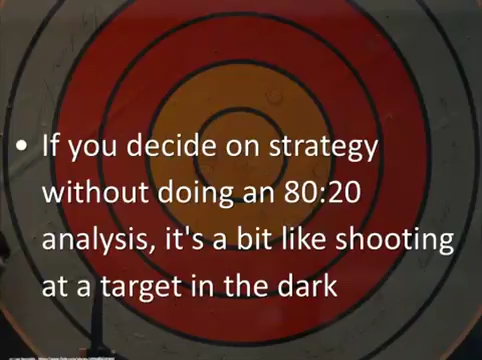 • If you decide on strategy
without doing an 80:20
analysis, it's a bit like shooting
at a target in the dark